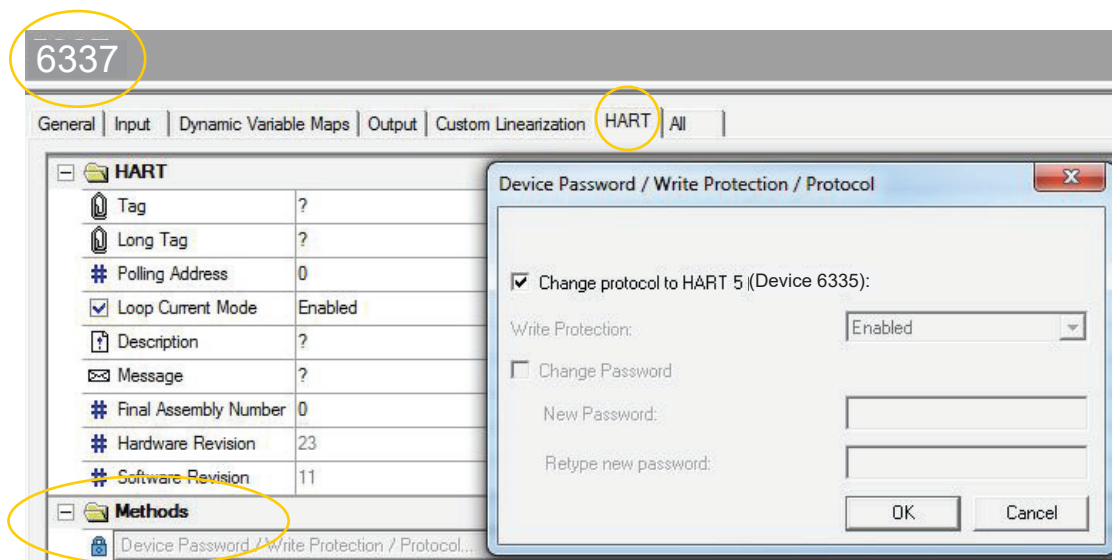 6337
General | Input | Dynamic Variable Maps | Output | Custom Linearization | HART | All
HART
Tag ?
Long Tag ?
Polling Address 0
Loop Current Mode Enabled
Description ?
Message ?
Final Assembly Number 0
Hardware Revision 23
Software Revision 11
Methods
Device Password / Write Protection / Protocol...
Device Password / Write Protection / Protocol
Change protocol to HART 5 (Device 6335):
Write Protection: Enabled
Change Password
New Password:
Retype new password:
OK Cancel